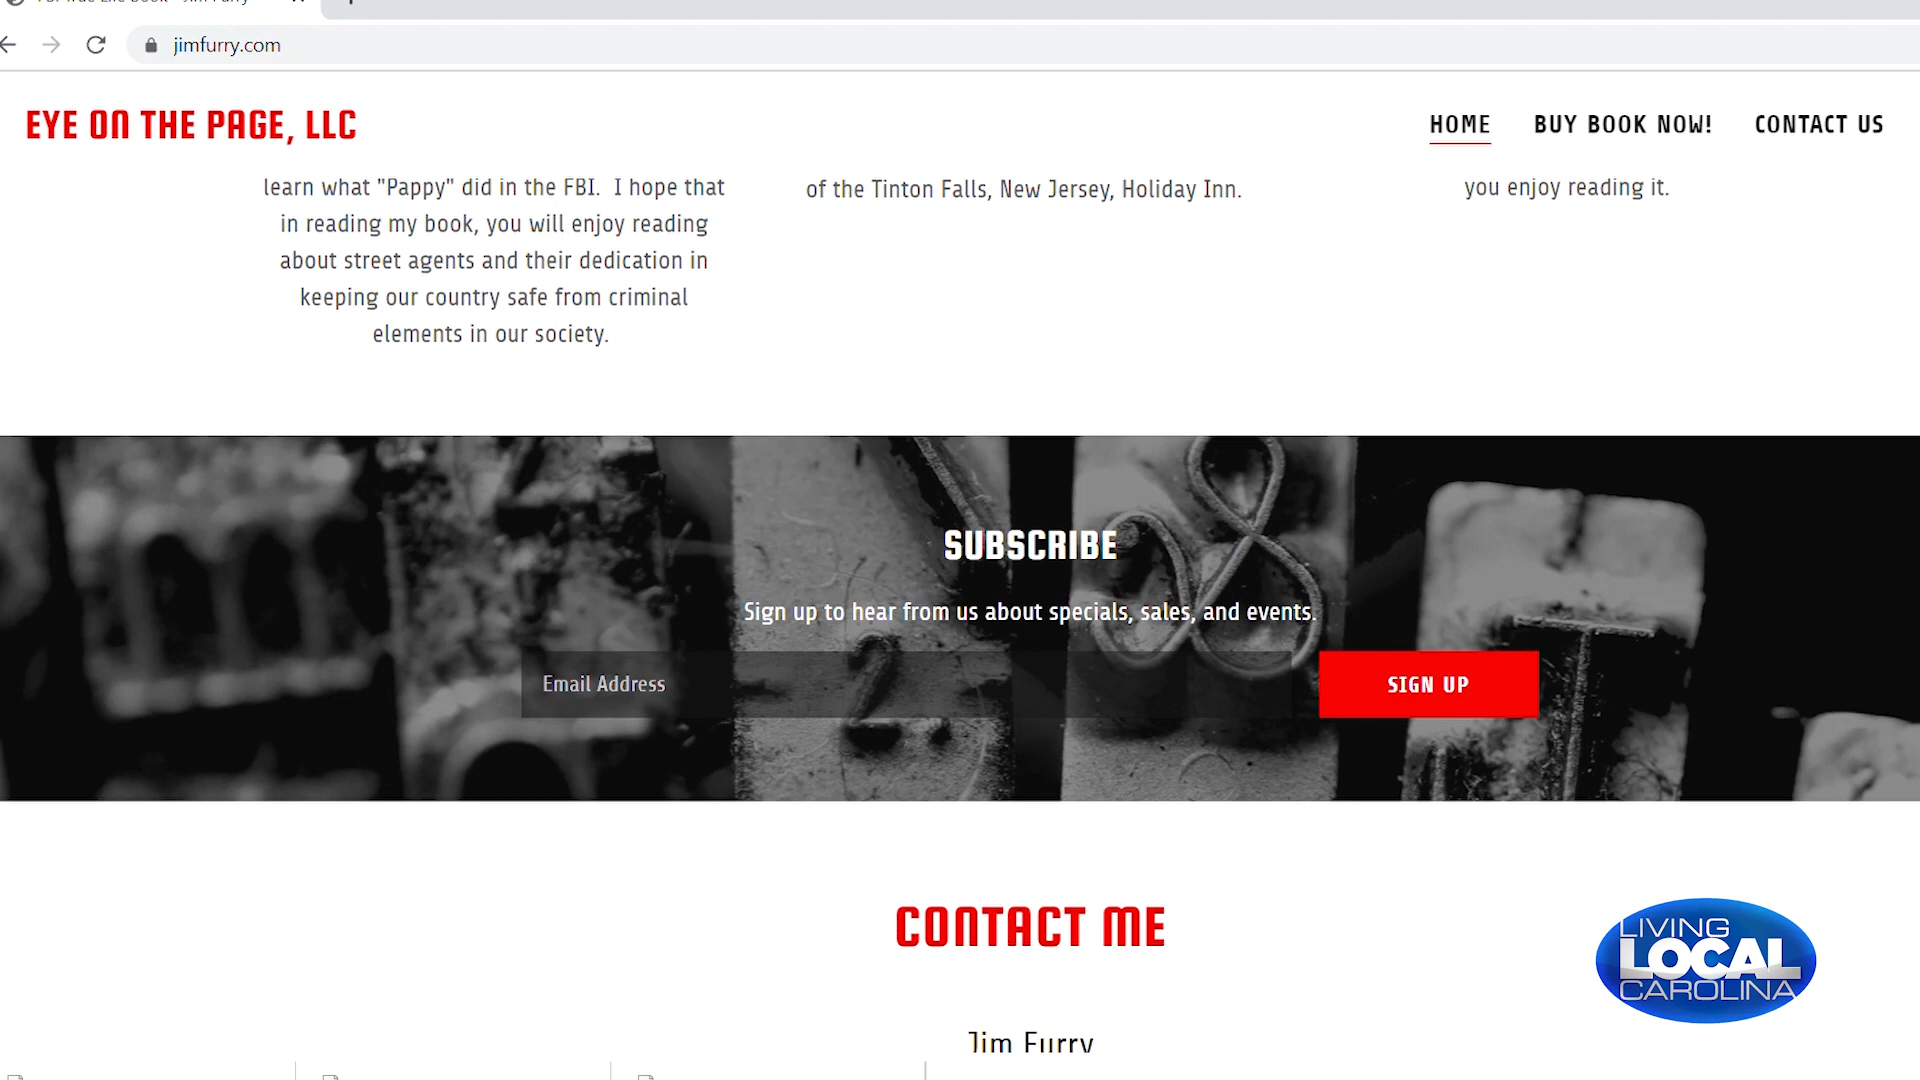 jimfurry.com
EYE ON THE PAGE, LLC
HOME
BUY BOOK NOW!
CONTACT US
learn what "Pappy" did in the FBI. I hope that
in reading my book, you will enjoy reading
about street agents and their dedication in
keeping our country safe from criminal
elements in our society.
of the Tinton Falls, New Jersey, Holiday Inn.
you enjoy reading it.
SUBSCRIBE
Sign up to hear from us about specials, sales, and events.
Email Address
SIGN UP
CONTACT ME
Jim Furry
LIVING
LOCAL
CAROLINA